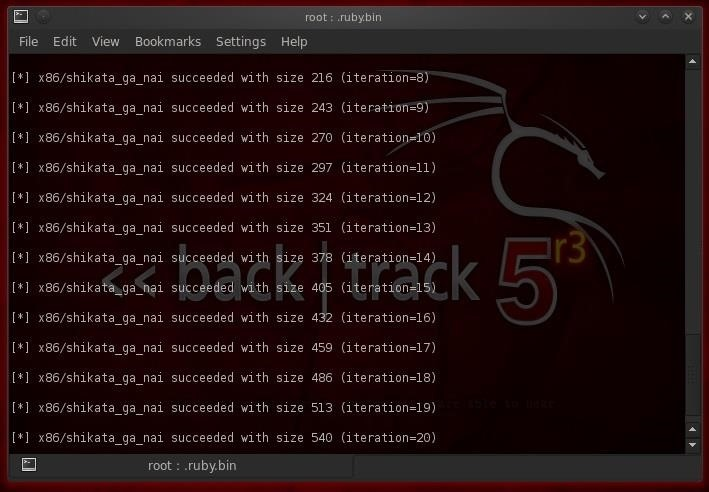 root : .ruby.bin
File Edit View Bookmarks Settings Help
[*] x86/shikata_ga_nai succeeded with size 216 (iteration=8)
[*] x86/shikata_ga_nai succeeded with size 243 (iteration=9)
[*] x86/shikata_ga_nai succeeded with size 270 (iteration=10)
[*] x86/shikata_ga_nai succeeded with size 297 (iteration=11)
[*] x86/shikata_ga_nai succeeded with size 324 (iteration=12)
[*] x86/shikata_ga_nai succeeded with size 351 (iteration=13)
[*] x86/shikata_ga_nai succeeded with size 378 (iteration=14)
[*] x86/shikata_ga_nai succeeded with size 405 (iteration=15)
[*] x86/shikata_ga_nai succeeded with size 432 (iteration=16)
[*] x86/shikata_ga_nai succeeded with size 459 (iteration=17)
[*] x86/shikata_ga_nai succeeded with size 486 (iteration=18)
[*] x86/shikata_ga_nai succeeded with size 513 (iteration=19)
[*] x86/shikata_ga_nai succeeded with size 540 (iteration=20)
<< back | track 5 r3
are able to hear
root : .ruby.bin